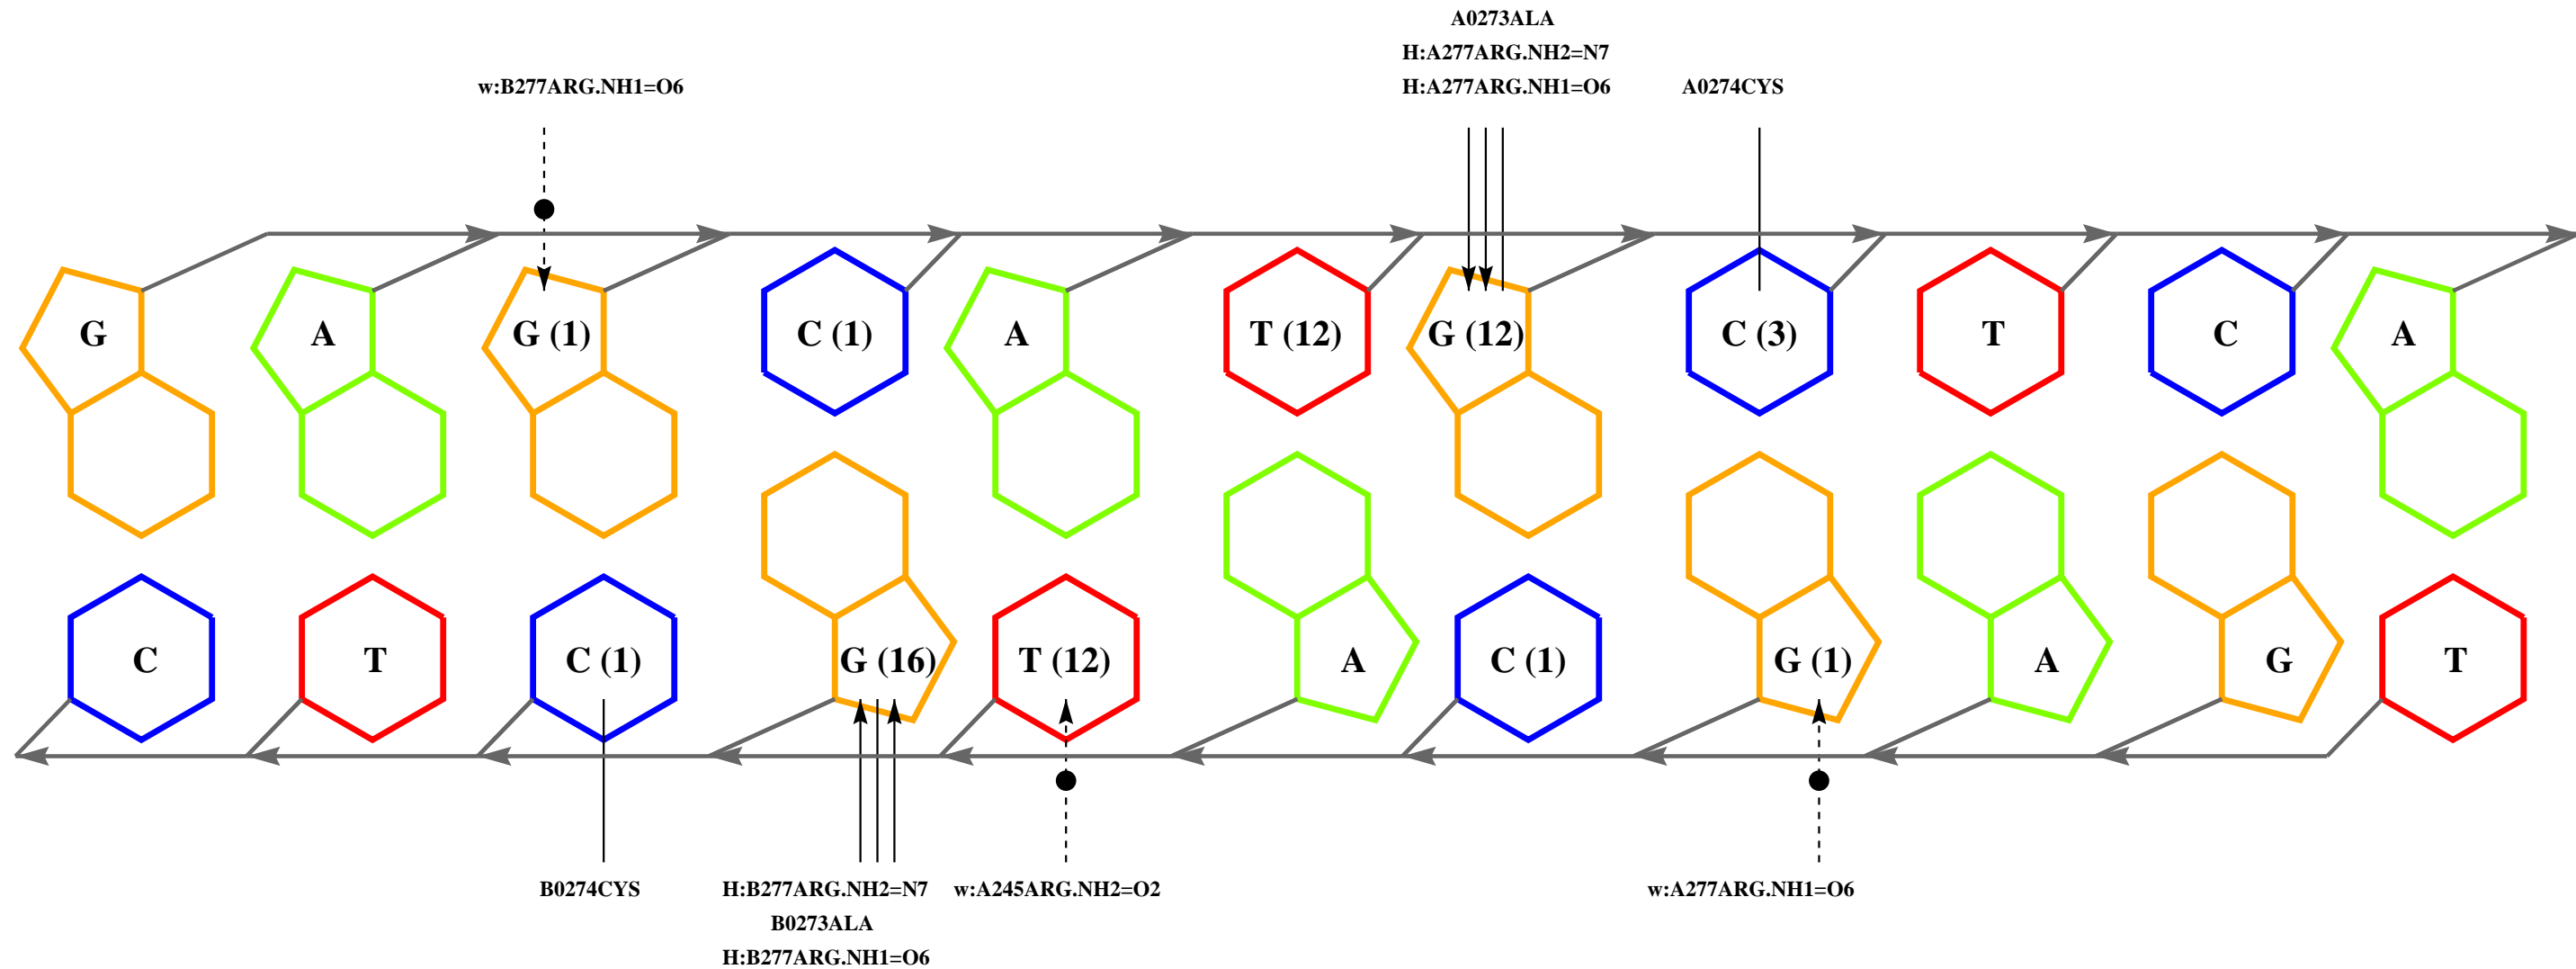 A0273ALA
H:A277ARG.NH2=N7
w:B277ARG.NH1=O6 H:A277ARG.NH1=O6 A0274CYS
G A G (1) C (1) A T (12) G (12) C (3) T C A
C T C (1) G (16) T (12) A C (1) G (1) A G T
B0274CYS H:B277ARG.NH2=N7 w:A245ARG.NH2=O2 w:A277ARG.NH1=O6
B0273ALA
H:B277ARG.NH1=O6